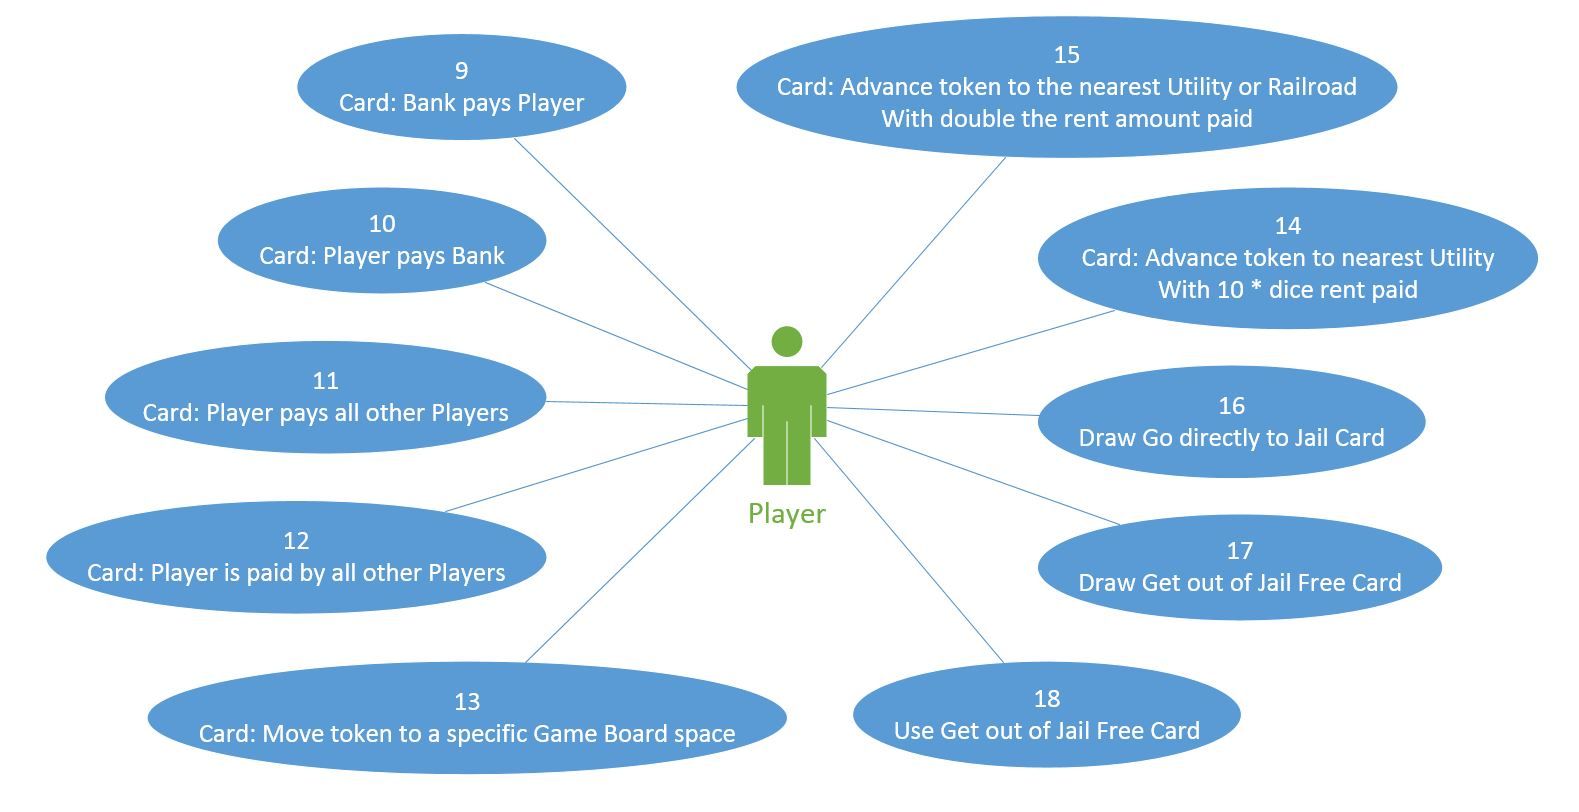 9
Card: Bank pays Player
15
Card: Advance token to the nearest Utility or Railroad
With double the rent amount paid
10
Card: Player pays Bank
14
Card: Advance token to nearest Utility
With 10 * dice rent paid
11
Card: Player pays all other Players
16
Draw Go directly to Jail Card
Player
12
Card: Player is paid by all other Players
17
Draw Get out of Jail Free Card
13
Card: Move token to a specific Game Board space
18
Use Get out of Jail Free Card